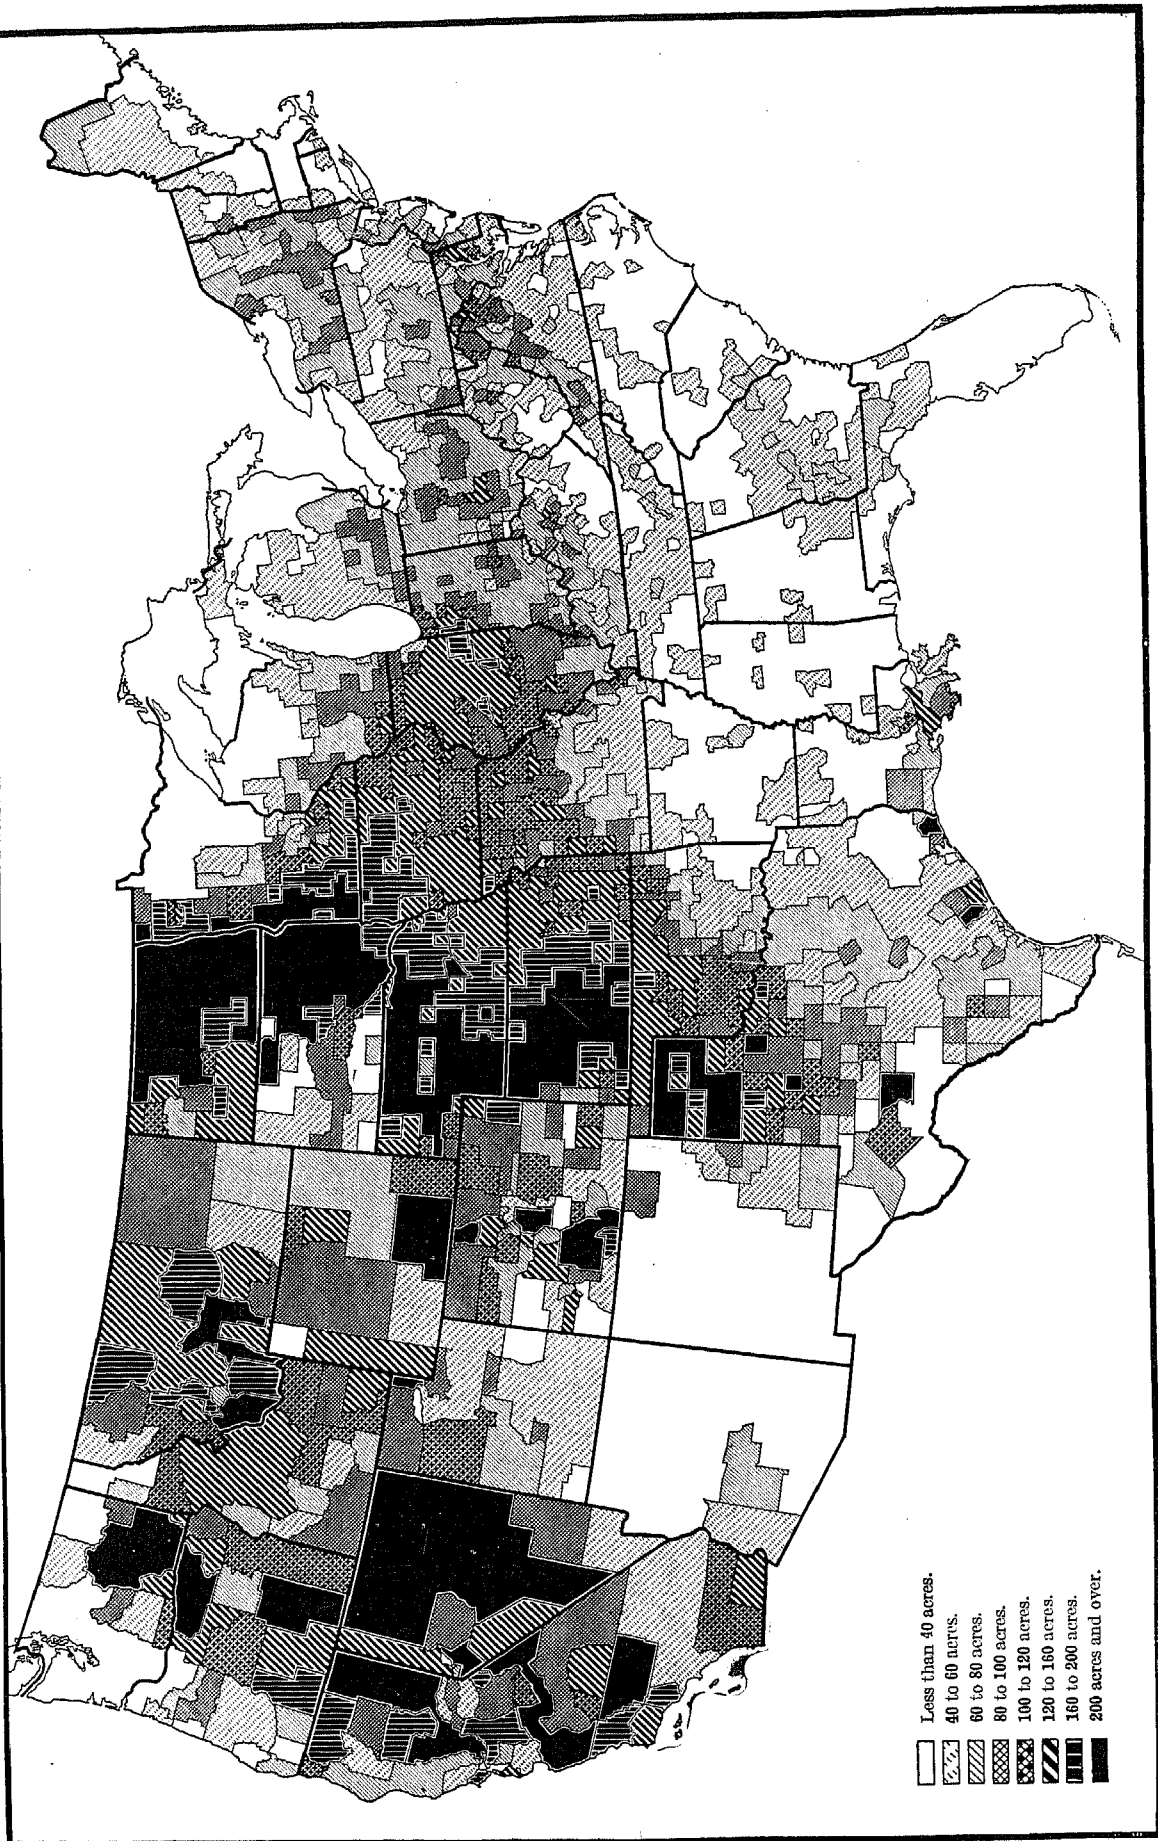 Less than 40 acres.
40 to 60 acres.
60 to 80 acres.
80 to 100 acres.
100 to 120 acres.
120 to 160 acres.
160 to 200 acres.
200 acres and over.